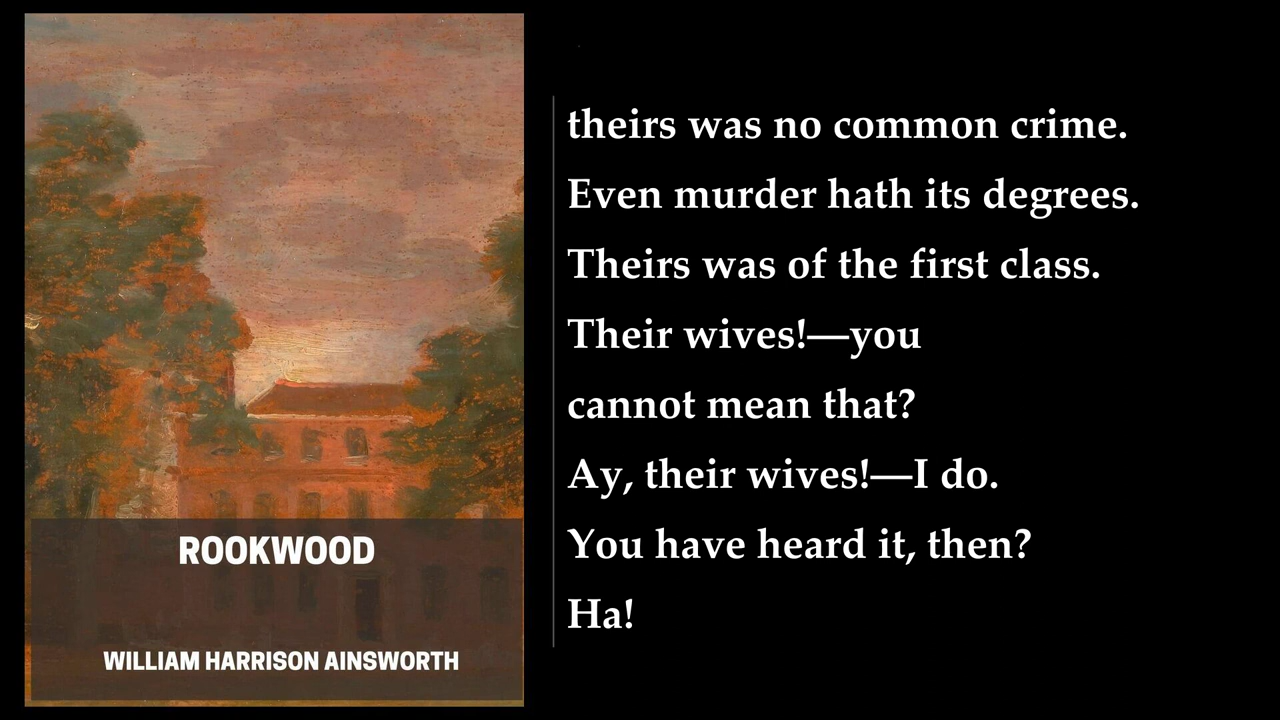 ROOKWOOD
WILLIAM HARRISON AINSWORTH
theirs was no common crime.
Even murder hath its degrees.
Theirs was of the first class.
Their wives!—you
cannot mean that?
Ay, their wives!—I do.
You have heard it, then?
Ha!